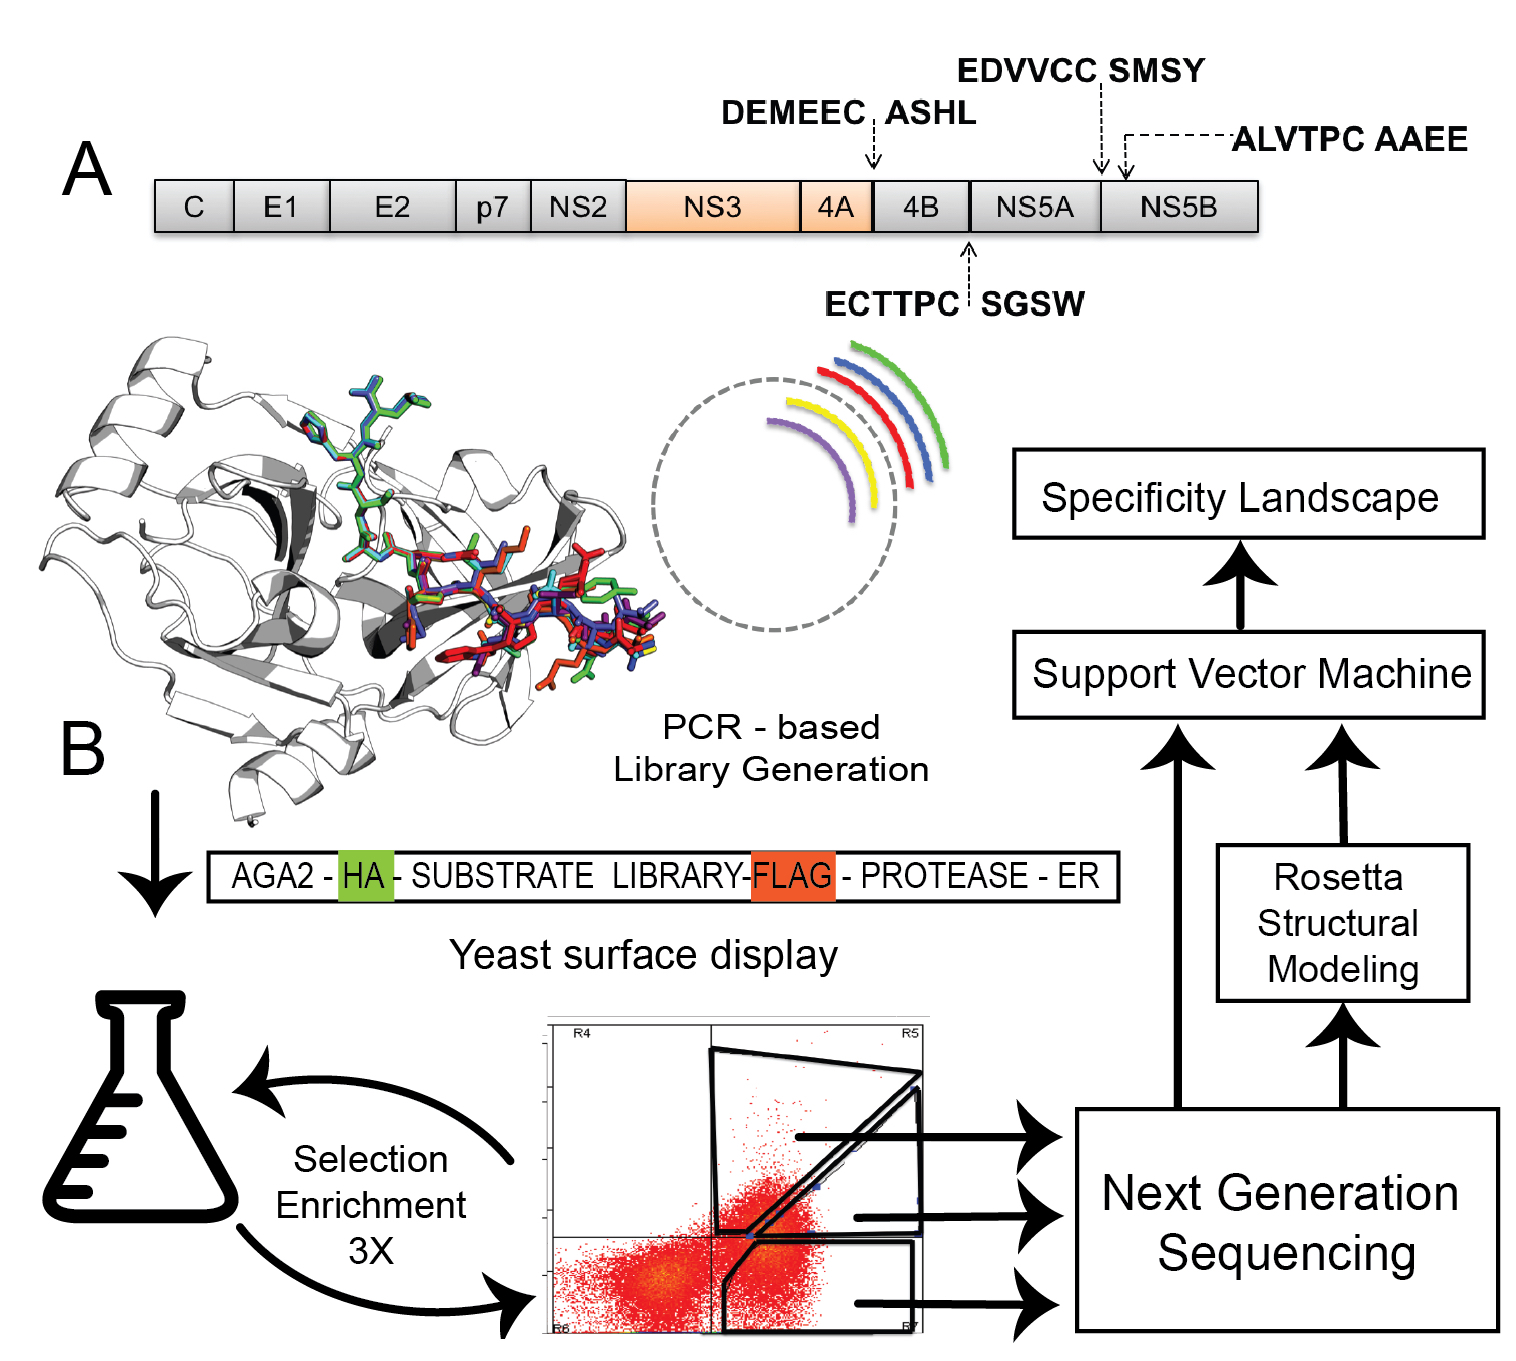 EDVVCC SMSY
DEMEEC ASHL
ALVTPC AAEE
A
C E1 E2 p7 NS2 NS3 4A 4B NS5A NS5B
ECTTPC SGSW
Specificity Landscape
Support Vector Machine
B
PCR - based
Library Generation
AGA2 - HA - SUBSTRATE LIBRARY-FLAG - PROTEASE - ER
Rosetta
Structural
Modeling
Yeast surface display
R4 R5
Selection
Enrichment
3X
Next Generation
Sequencing
R6 R7